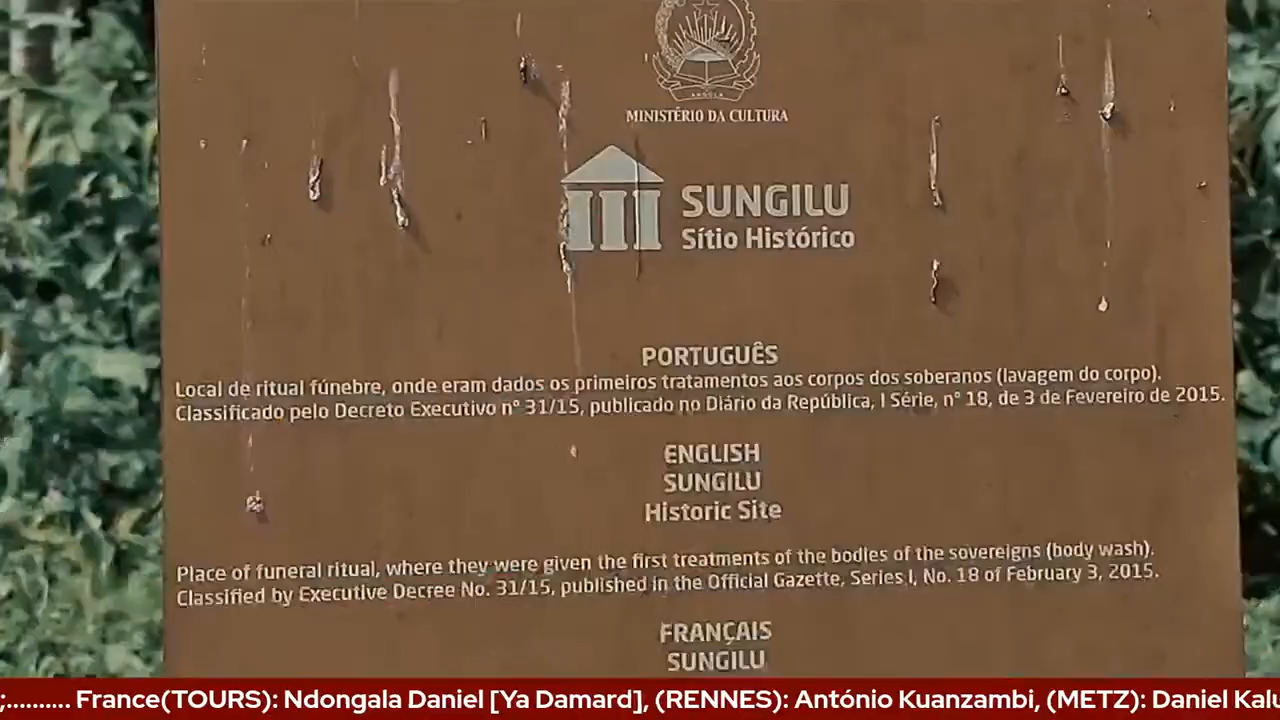 ANGOLA
MINISTÉRIO DA CULTURA
SUNGILU
Sítio Histórico
PORTUGUÊS
Local de ritual fúnebre, onde eram dados os primeiros tratamentos aos corpos dos soberanos (lavagem do corpo).
Classificado pelo Decreto Executivo nº 31/15, publicado no Diário da República, I Série, nº 18, de 3 de Fevereiro de 2015.
ENGLISH
SUNGILU
Historic Site
Place of funeral ritual, where they were given the first treatments of the bodies of the sovereigns (body wash).
Classified by Executive Decree No. 31/15, published in the Official Gazette, Series I, No. 18 of February 3, 2015.
FRANÇAIS
SUNGILU
;.......... France(TOURS): Ndongala Daniel [Ya Damard], (RENNES): António Kuanzambi, (METZ): Daniel